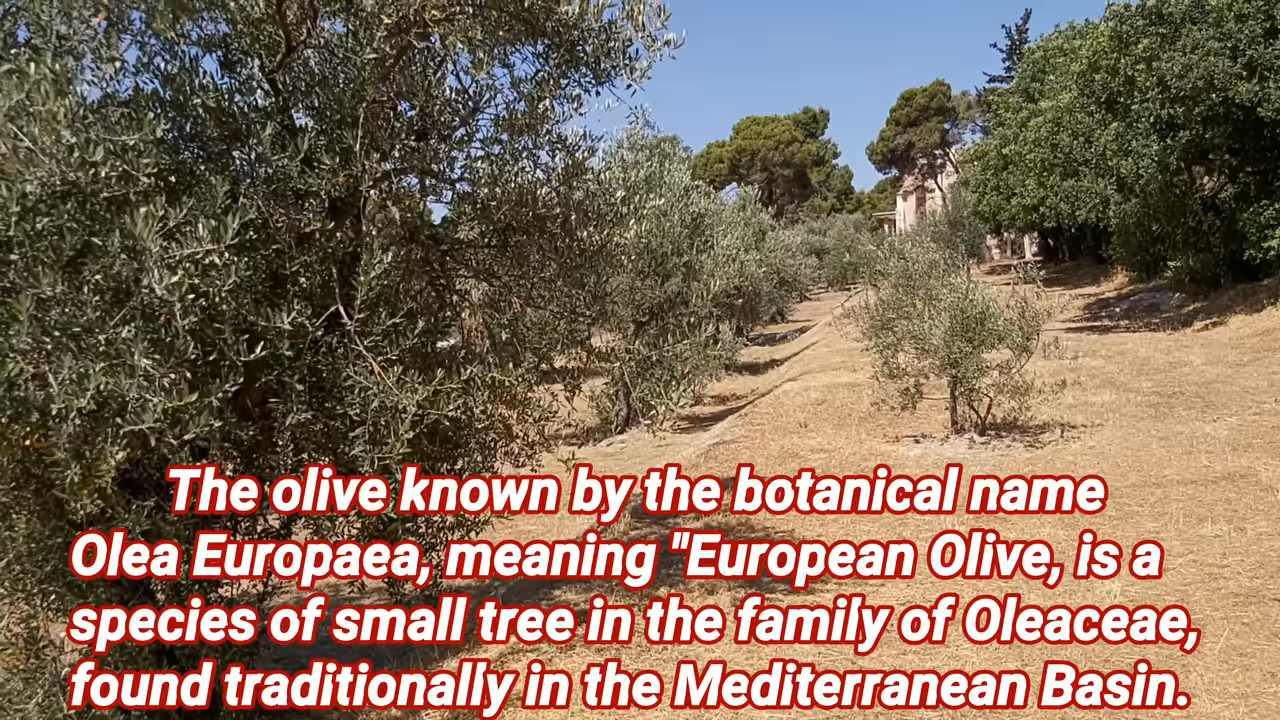 The olive known by the botanical name
Olea Europaea, meaning "European Olive, is a
species of small tree in the family of Oleaceae,
found traditionally in the Mediterranean Basin.